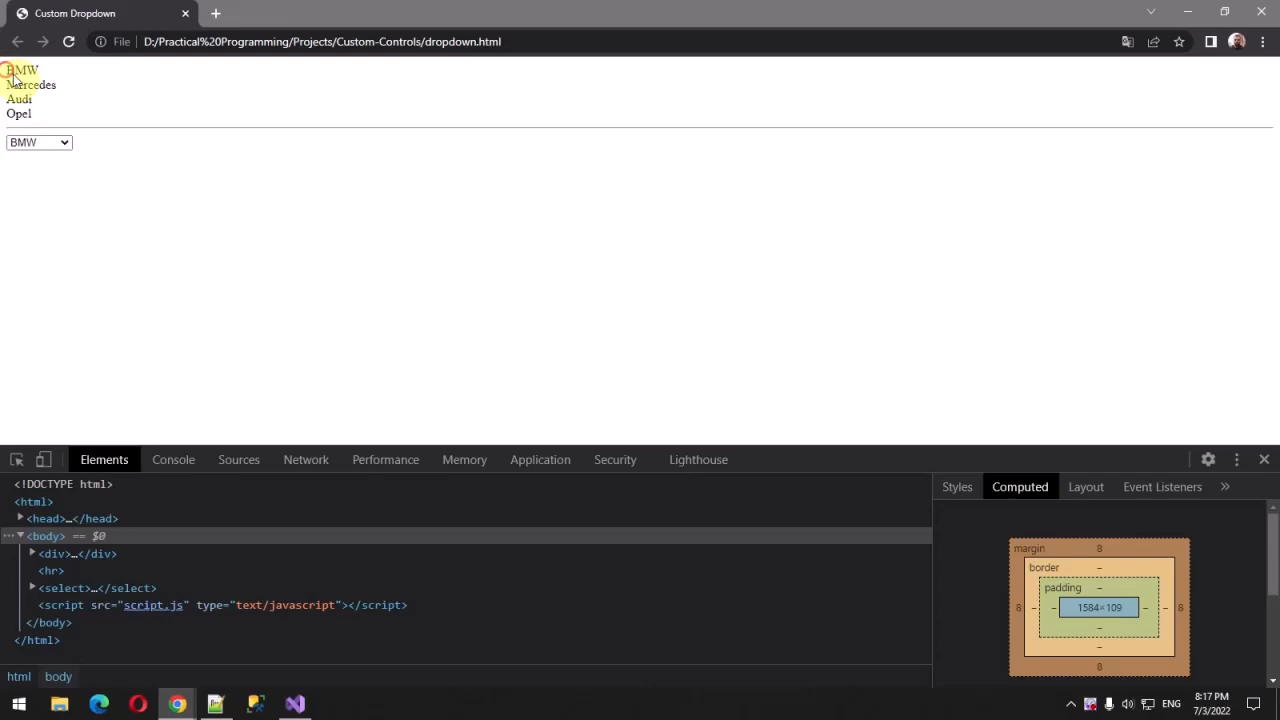 Custom Dropdown
File D:/Practical%20Programming/Projects/Custom-Controls/dropdown.html
BMW
Mercedes
Audi
Opel
BMW
Elements Console Sources Network Performance Memory Application Security Lighthouse
<!DOCTYPE html>
<html>
<head>…</head>
<body> == $0
<div>…</div>
<hr>
<select>…</select>
<script src="script.js" type="text/javascript"></script>
</body>
</html>
html body
Styles Computed Layout Event Listeners »
margin 8
border –
padding –
8 – – 1584×109 – – 8
–
–
8
ENG
8:17 PM
7/3/2022